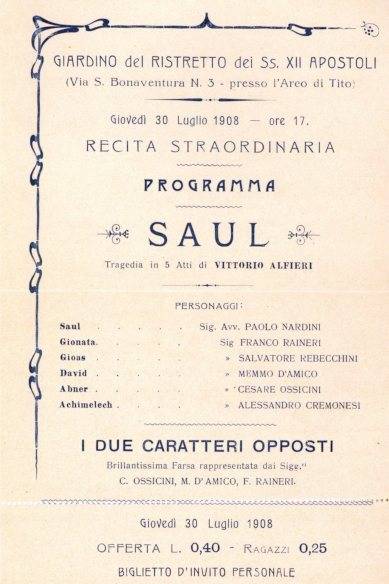 GIARDINO del RISTRETTO dei Ss. XII APOSTOLI
(Via S. Bonaventura N. 3 - presso l'Arco di Tito)
Giovedì 30 Luglio 1908 — ore 17.
RECITA STRAORDINARIA
PROGRAMMA
SAUL
Tragedia in 5 Atti di VITTORIO ALFIERI
PERSONAGGI:
Saul . . . . . Sig. Avv. PAOLO NARDINI
Gionata. . . . . Sig FRANCO RAINERI
Gioas . . . . . » SALVATORE REBECCHINI
David . . . . . » MEMMO D'AMICO
Abner . . . . . » CESARE OSSICINI
Achimelech . . . . » ALESSANDRO CREMONESI
I DUE CARATTERI OPPOSTI
Brillantissima Farsa rappresentata dai Sigg.ri
C. OSSICINI, M. D'AMICO, F. RAINERI.
Giovedì 30 Luglio 1908
OFFERTA L. 0,40 - RAGAZZI 0,25
BIGLIETTO D'INVITO PERSONALE